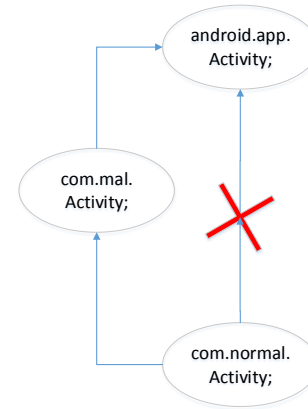 android.app.
Activity;
com.mal.
Activity;
com.normal.
Activity;